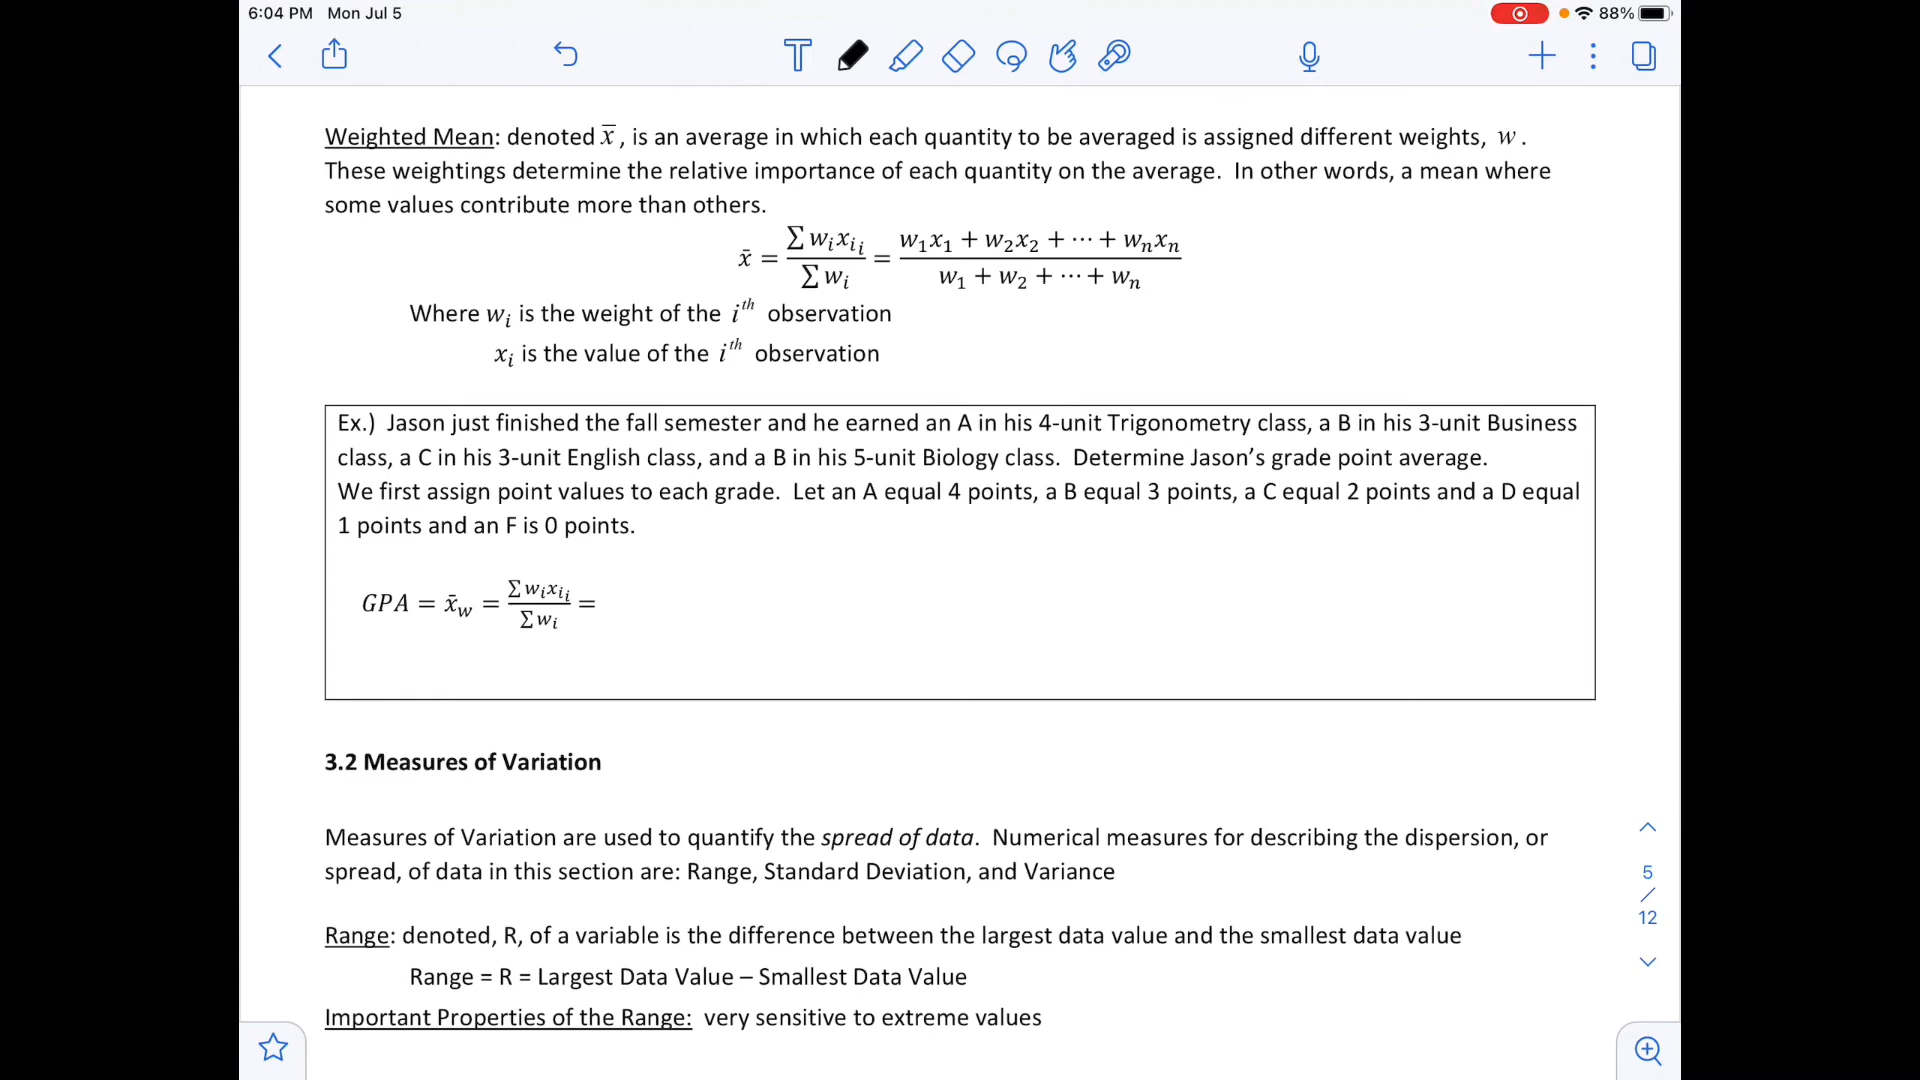 6:04 PM Mon Jul 5
88%
Weighted Mean: denoted x̄, is an average in which each quantity to be averaged is assigned different weights, w.
These weightings determine the relative importance of each quantity on the average. In other words, a mean where
some values contribute more than others.
x̄ = ∑ wᵢxᵢᵢ / ∑ wᵢ = (w₁x₁ + w₂x₂ + ⋯ + wₙxₙ) / (w₁ + w₂ + ⋯ + wₙ)
Where wᵢ is the weight of the iᵗʰ observation
xᵢ is the value of the iᵗʰ observation
Ex.) Jason just finished the fall semester and he earned an A in his 4-unit Trigonometry class, a B in his 3-unit Business
class, a C in his 3-unit English class, and a B in his 5-unit Biology class. Determine Jason’s grade point average.
We first assign point values to each grade. Let an A equal 4 points, a B equal 3 points, a C equal 2 points and a D equal
1 points and an F is 0 points.
GPA = x̄_w = ∑ wᵢxᵢᵢ / ∑ wᵢ =
3.2 Measures of Variation
Measures of Variation are used to quantify the spread of data. Numerical measures for describing the dispersion, or
spread, of data in this section are: Range, Standard Deviation, and Variance
Range: denoted, R, of a variable is the difference between the largest data value and the smallest data value
Range = R = Largest Data Value – Smallest Data Value
Important Properties of the Range: very sensitive to extreme values
5
/
12